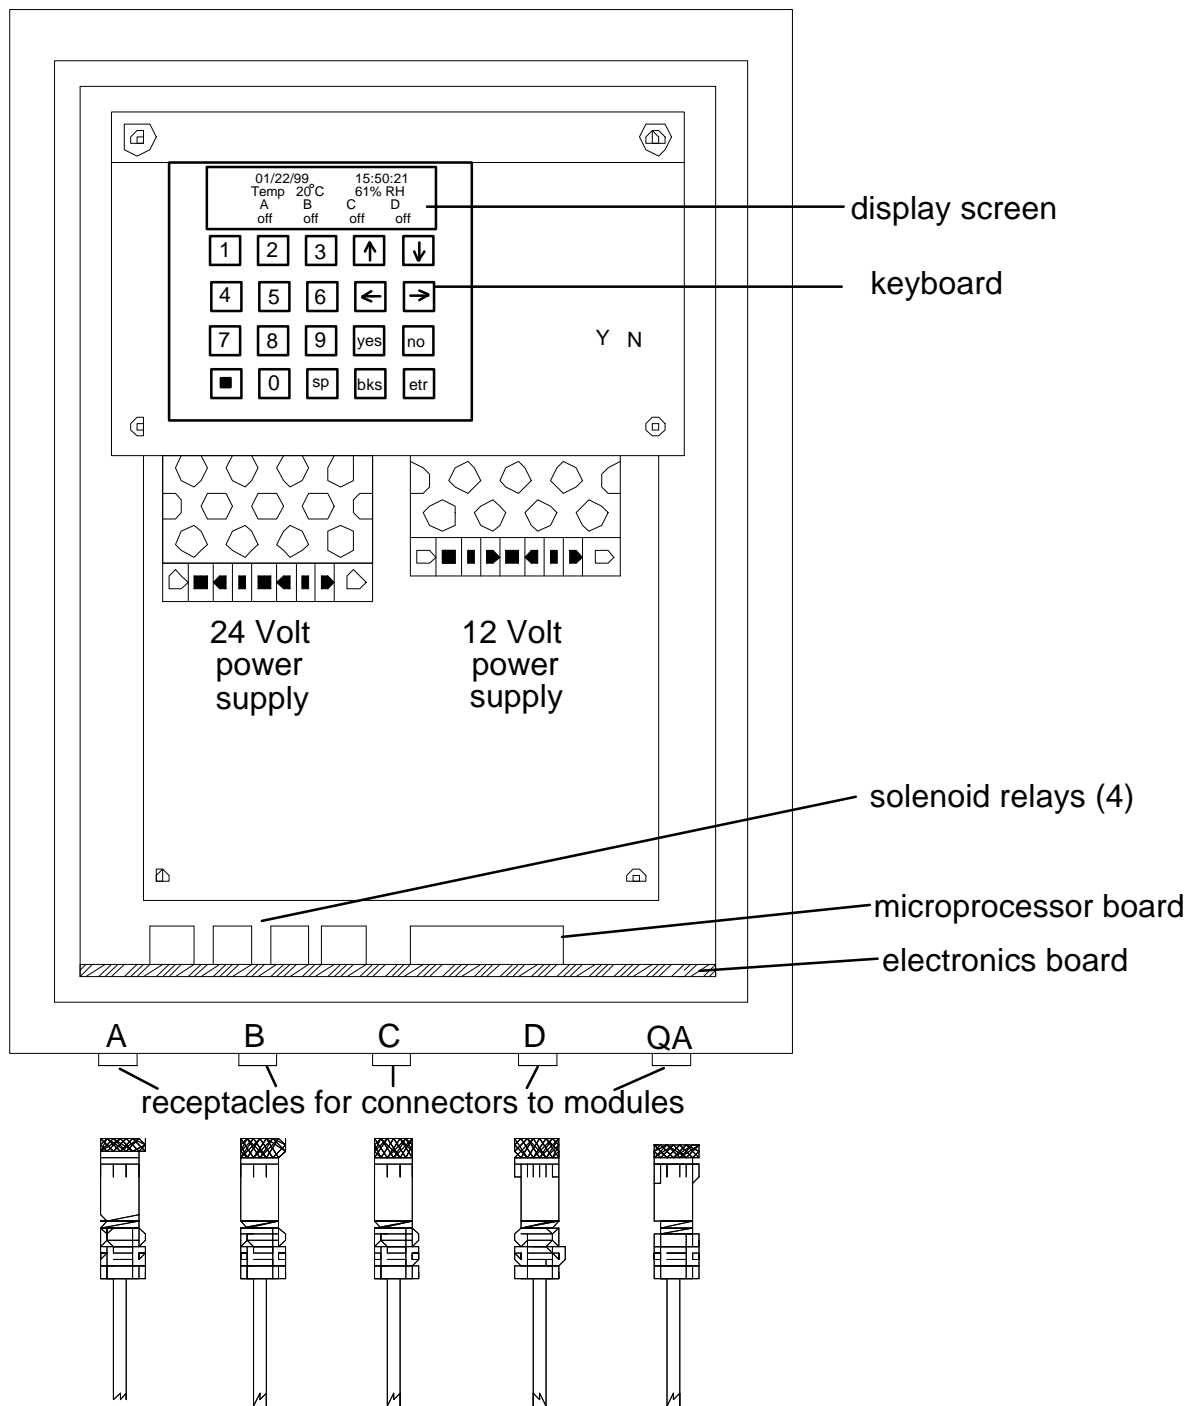 01/22/99 15:50:21
Temp 20°C 61% RH
A B C D
off off off off
display screen
1 2 3 ↑ ↓
4 5 6 ← →
keyboard
7 8 9 yes no
Y N
■ 0 sp bks etr
24 Volt
power
supply
12 Volt
power
supply
solenoid relays (4)
microprocessor board
electronics board
A B C D QA
receptacles for connectors to modules